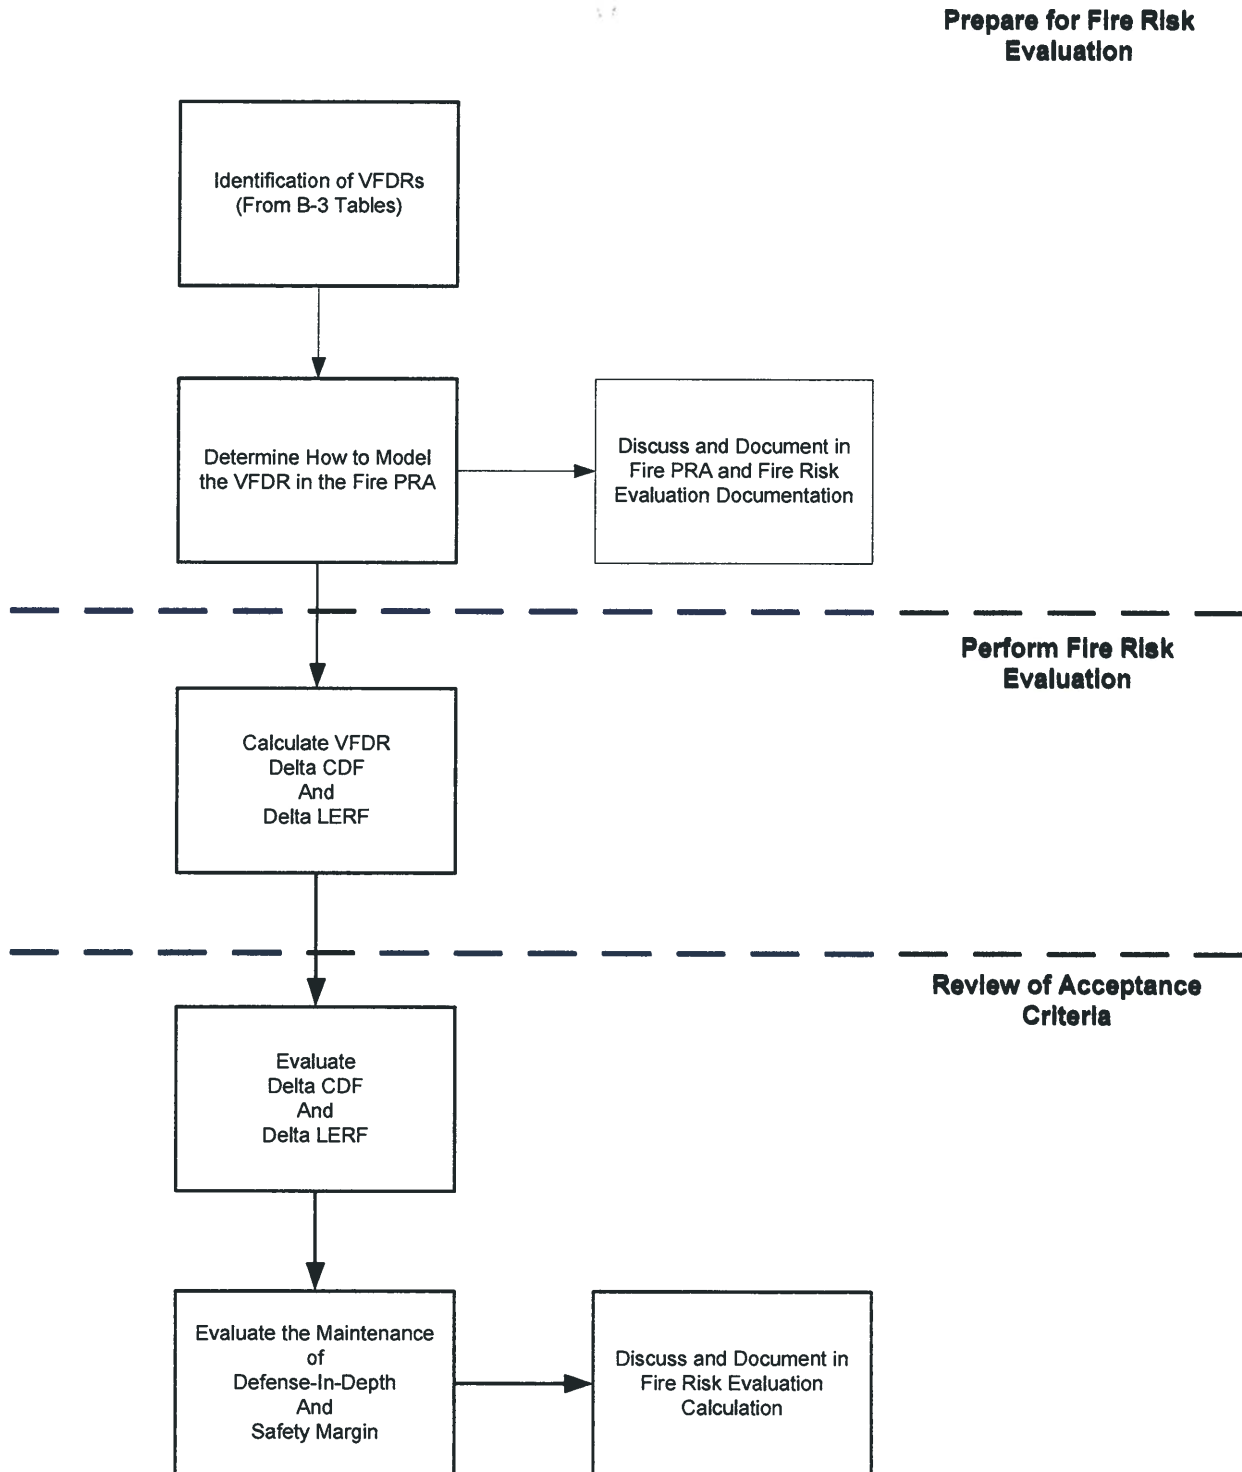 Prepare for Fire Risk
Evaluation
Identification of VFDRs
(From B-3 Tables)
Determine How to Model
the VFDR in the Fire PRA
Discuss and Document in
Fire PRA and Fire Risk
Evaluation Documentation
Perform Fire Risk
Evaluation
Calculate VFDR
Delta CDF
And
Delta LERF
Review of Acceptance
Criteria
Evaluate
Delta CDF
And
Delta LERF
Evaluate the Maintenance
of
Defense-In-Depth
And
Safety Margin
Discuss and Document in
Fire Risk Evaluation
Calculation